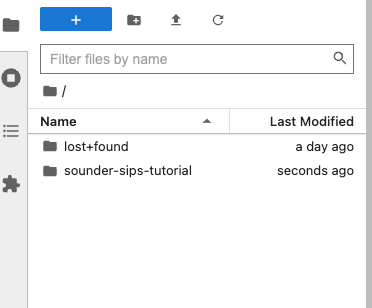 +
Filter files by name
/
Name Last Modified
lost+found a day ago
sounder-sips-tutorial seconds ago